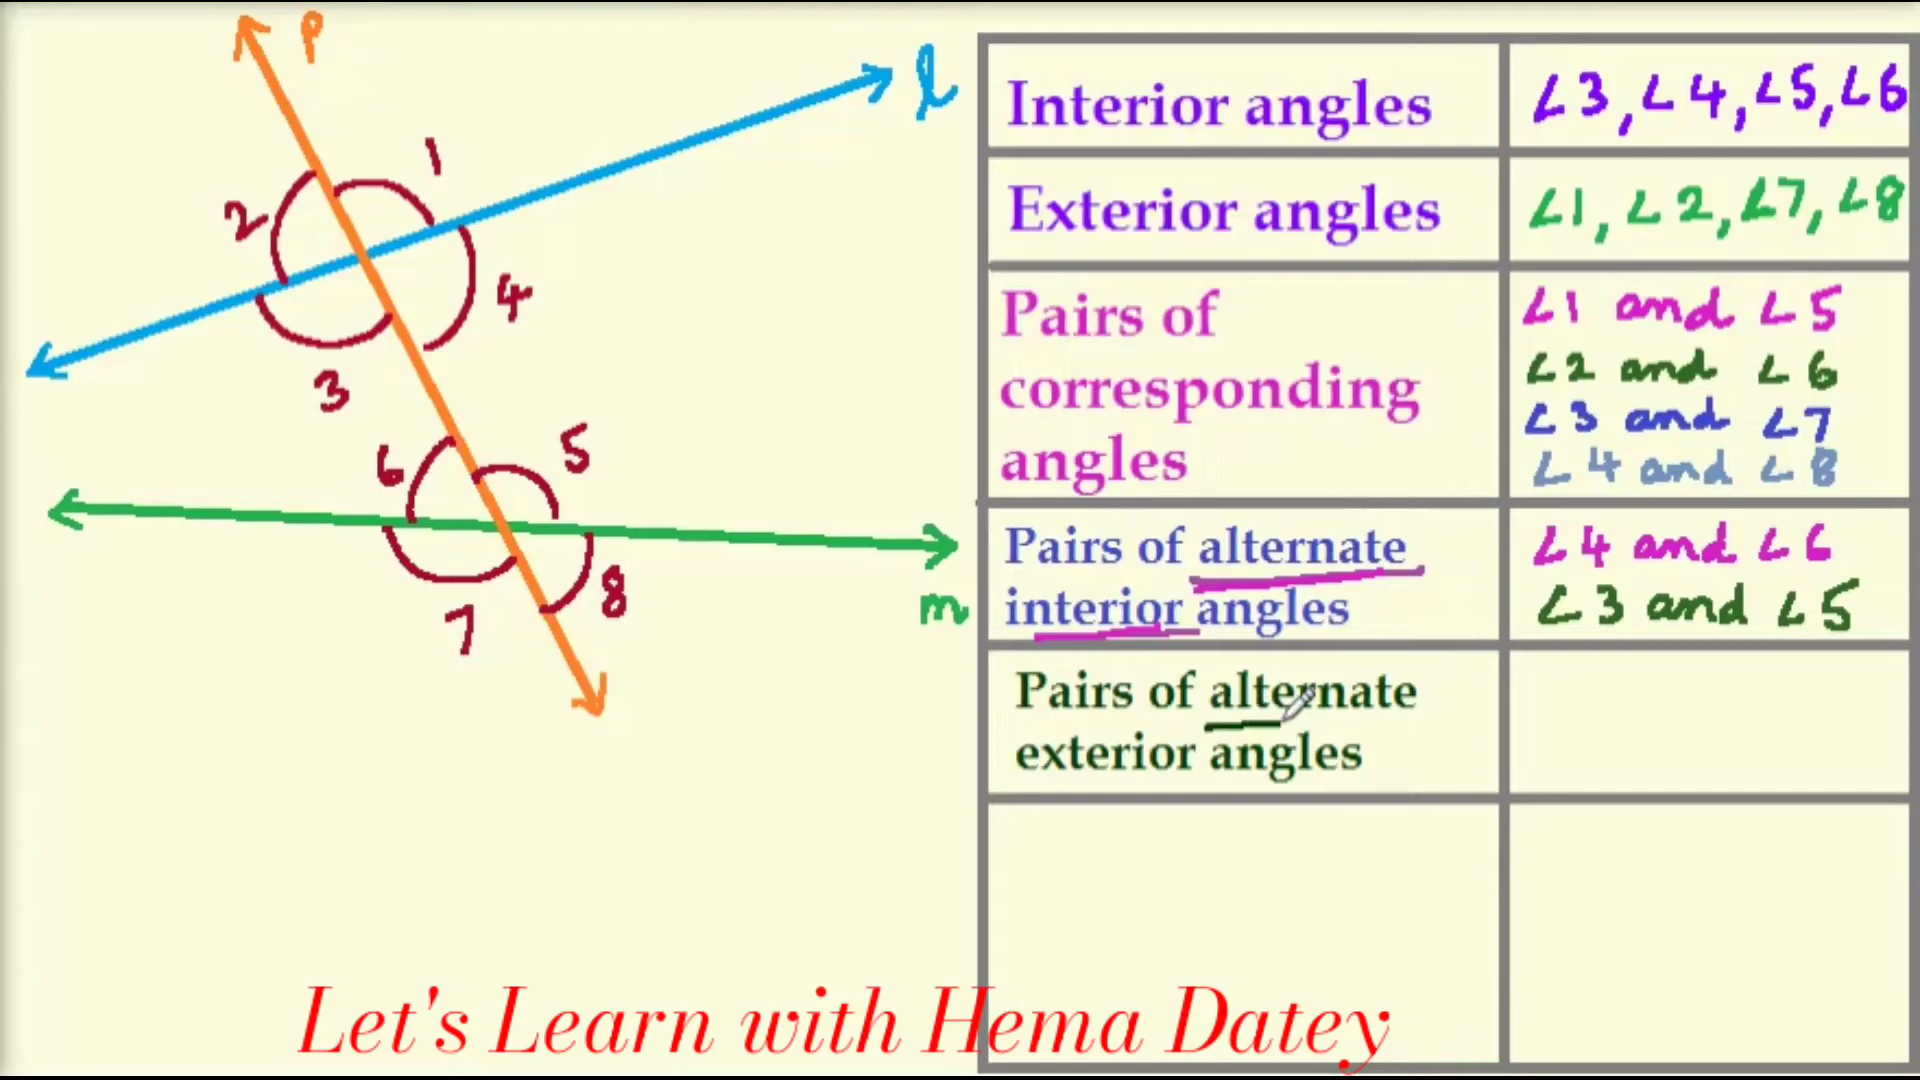 p
l
1
2
4
3
5
6
m
8
7
Interior angles
∠3, ∠4, ∠5, ∠6
Exterior angles
∠1, ∠2, ∠7, ∠8
Pairs of
corresponding
angles
∠1 and ∠5
∠2 and ∠6
∠3 and ∠7
∠4 and ∠8
Pairs of alternate
interior angles
∠4 and ∠6
∠3 and ∠5
Pairs of alternate
exterior angles
Let's Learn with Hema Datey